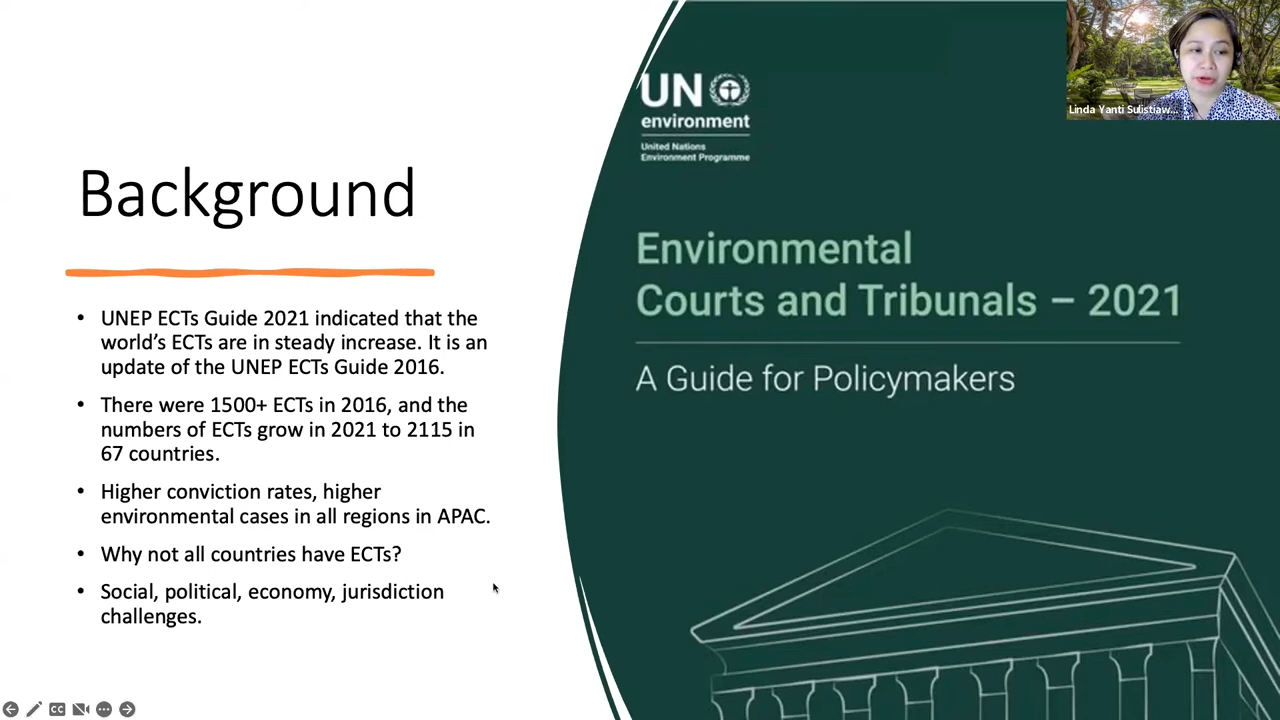 Background
• UNEP ECTs Guide 2021 indicated that the
world's ECTs are in steady increase. It is an
update of the UNEP ECTs Guide 2016.
• There were 1500+ ECTs in 2016, and the
numbers of ECTs grow in 2021 to 2115 in
67 countries.
• Higher conviction rates, higher
environmental cases in all regions in APAC.
• Why not all countries have ECTs?
• Social, political, economy, jurisdiction
challenges.
UN
environment
United Nations
Environment Programme
Environmental
Courts and Tribunals – 2021
A Guide for Policymakers
Linda Yanti Sulistiaw...
CC